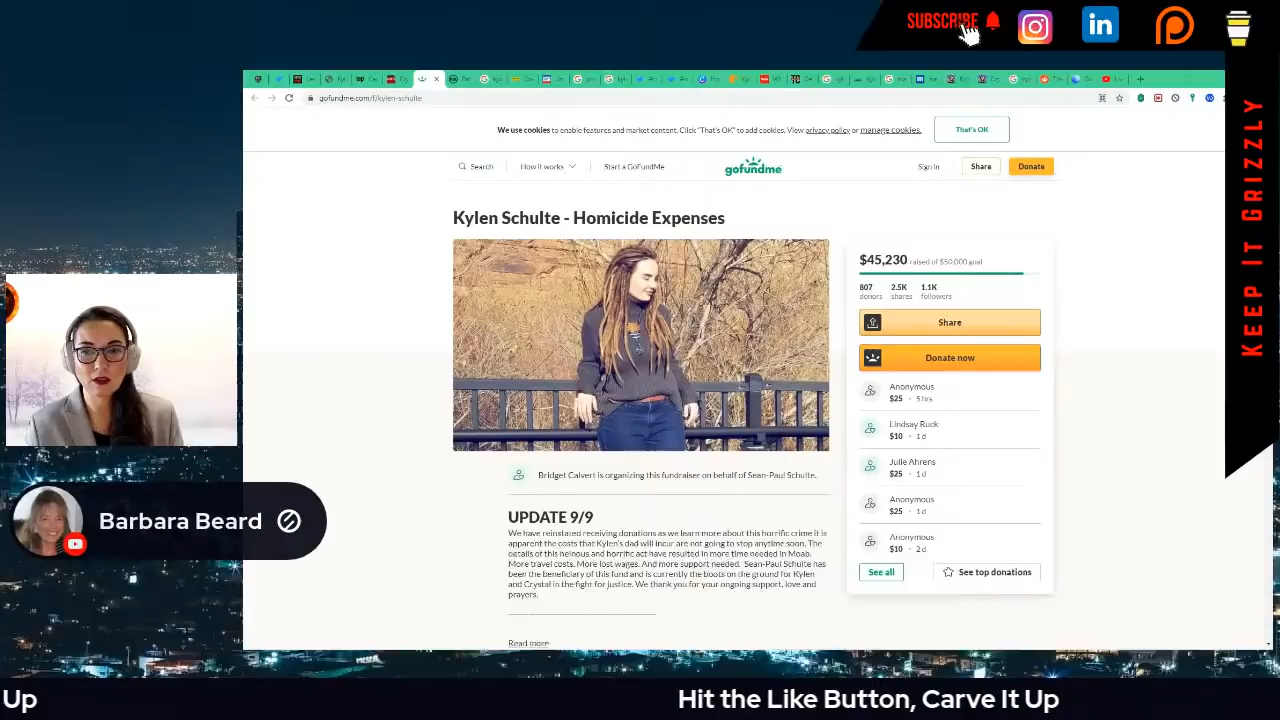 SUBSCRIBE
gofundme.com/f/kylen-schulte
We use cookies to enable features and market content. Click "That's OK" to add cookies. View privacy policy or manage cookies.
That's OK
Search
How it works
Start a GoFundMe
gofundme
Sign in
Share
Donate
Kylen Schulte - Homicide Expenses
$45,230 raised of $50,000 goal
807 2.5K 1.1K
donors shares followers
Share
Donate now
Anonymous
$25 · 5 hrs
Lindsay Ruck
$10 · 1 d
Julie Ahrens
$25 · 1 d
Anonymous
$25 · 1 d
Anonymous
$10 · 2 d
See all
See top donations
Bridget Calvert is organizing this fundraiser on behalf of Sean-Paul Schulte.
UPDATE 9/9
We have reinstated receiving donations as we learn more about this horrific crime it is
apparent the costs that Kylen's dad will incur are not going to stop anytime soon. The
details of this heinous and horrific act have resulted in more time needed in Moab.
More travel costs. More lost wages. And more support needed. Sean-Paul Schulte has
been the beneficiary of this fund and is currently the boots on the ground for Kylen
and Crystal in the fight for justice. We thank you for your ongoing support, love and
prayers.
Read more
KEEP IT GRIZZLY
Barbara Beard
Up
Hit the Like Button, Carve It Up